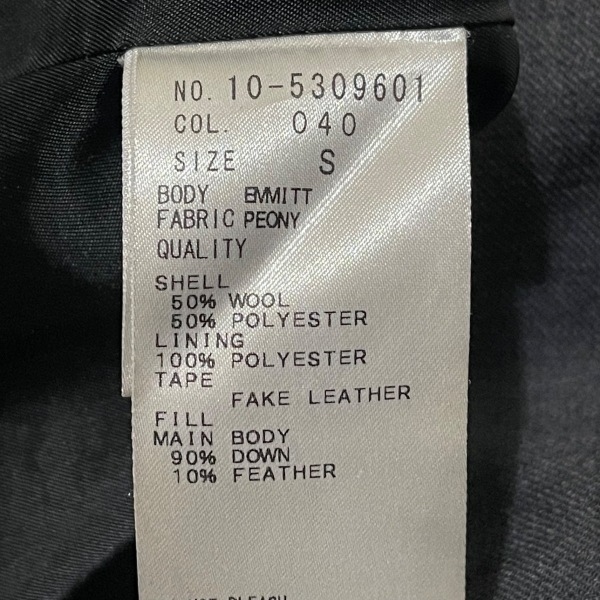 NO. 10-5309601
COL. 040
SIZE S
BODY EMMITT
FABRIC PEONY
QUALITY
SHELL
50% WOOL
50% POLYESTER
LINING
100% POLYESTER
TAPE
FAKE LEATHER
FILL
MAIN BODY
90% DOWN
10% FEATHER
BLEACH